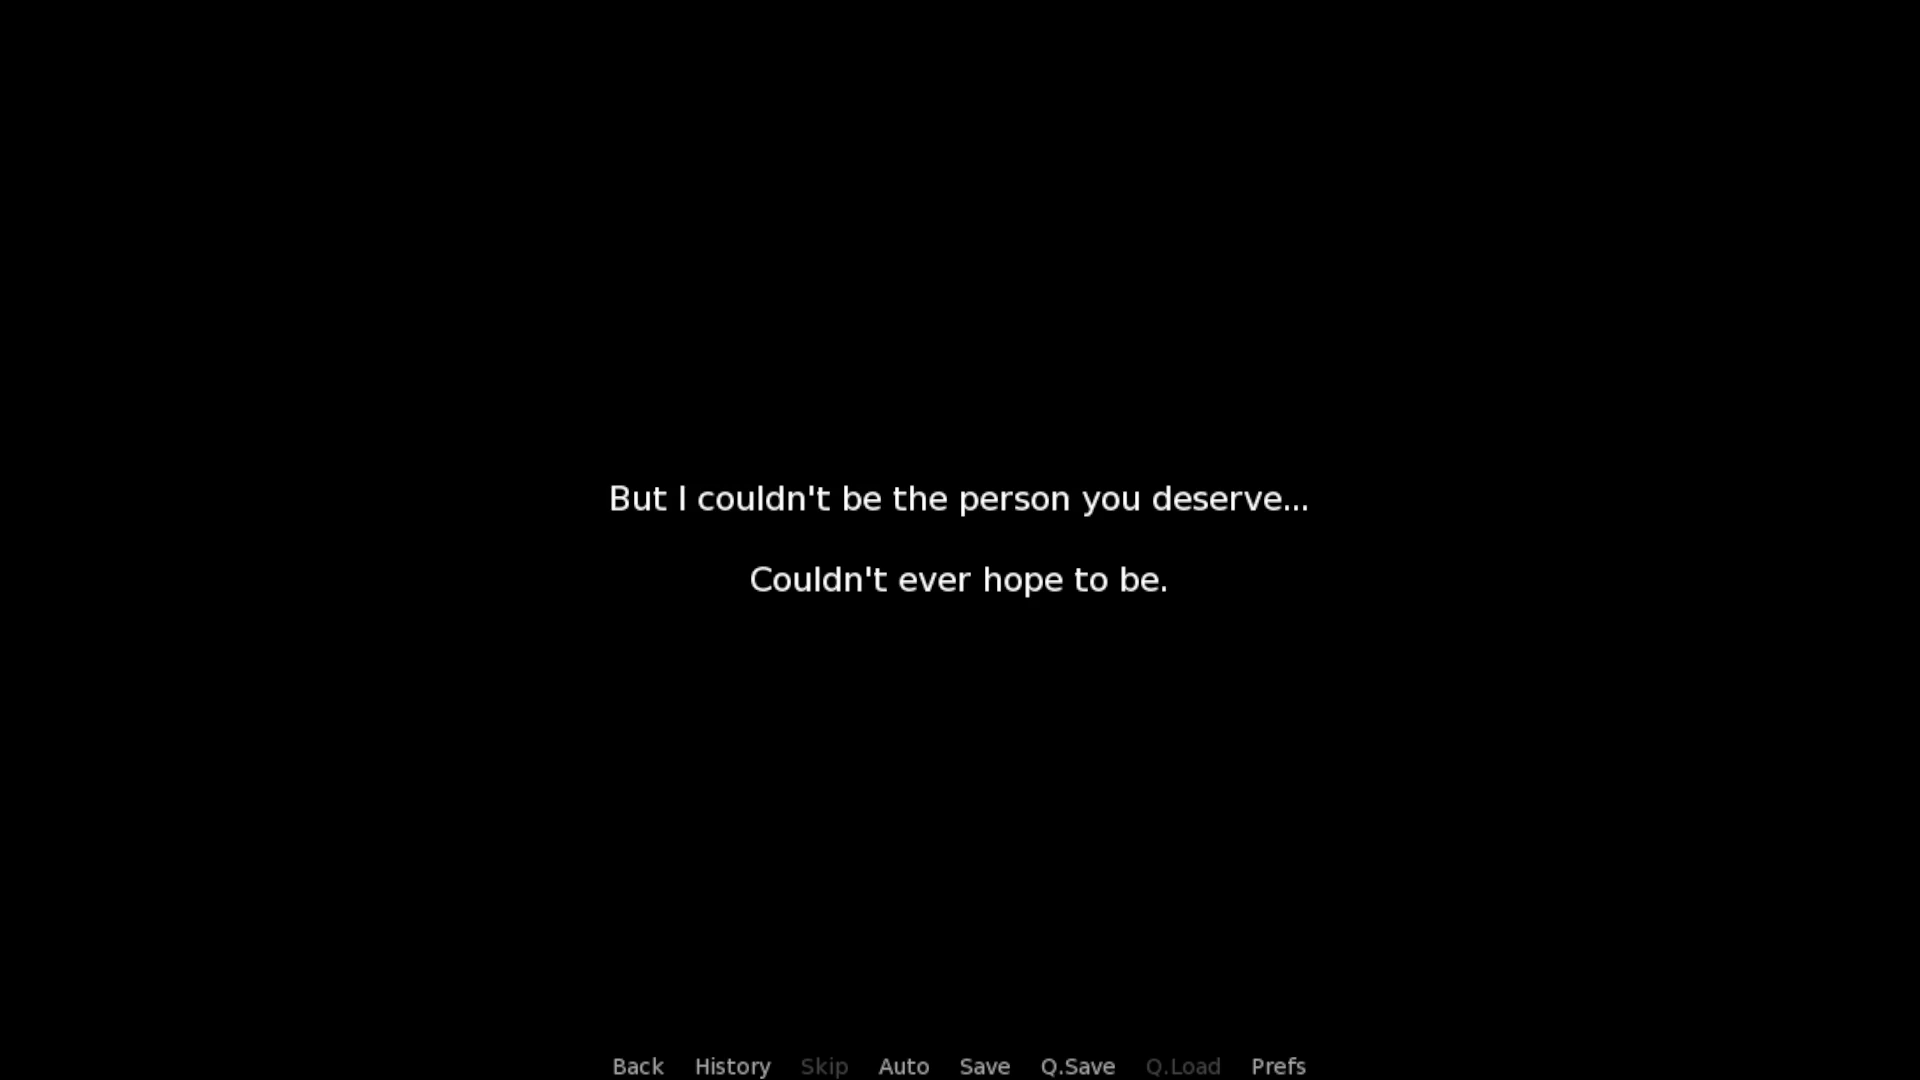 But I couldn't be the person you deserve...
Couldn't ever hope to be.
Back History Skip Auto Save Q.Save Q.Load Prefs